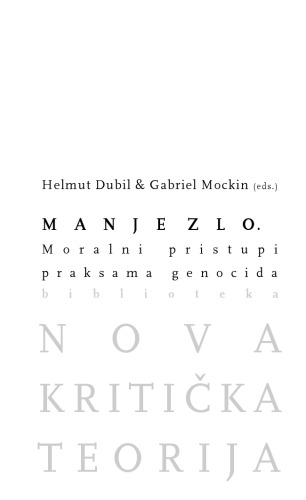 Helmut Dubil & Gabriel Mockin (eds.)
MANJE ZLO.
Moralni pristupi
praksama genocida
biblioteka
NOVA
KRITIČKA
TEORIJA